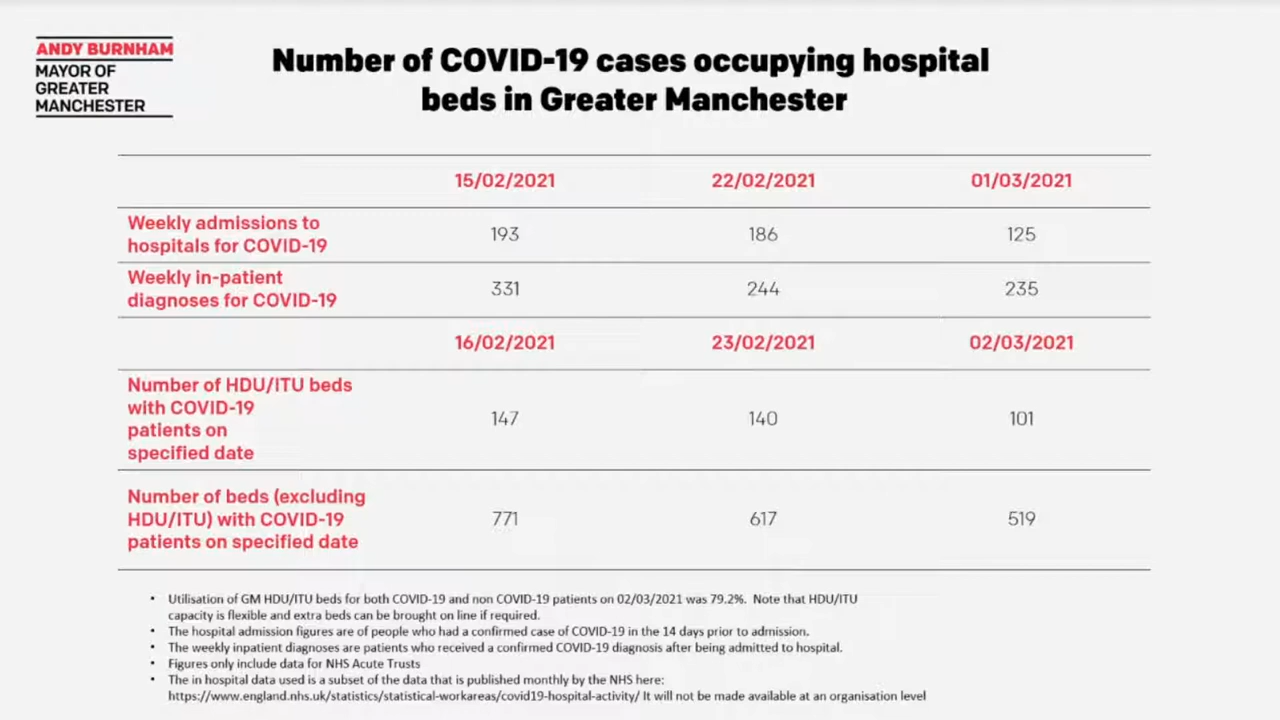 ANDY BURNHAM
MAYOR OF
GREATER
MANCHESTER
Number of COVID-19 cases occupying hospital
beds in Greater Manchester
15/02/2021 22/02/2021 01/03/2021
Weekly admissions to
hospitals for COVID-19
193 186 125
Weekly in-patient
diagnoses for COVID-19
331 244 235
16/02/2021 23/02/2021 02/03/2021
Number of HDU/ITU beds
with COVID-19
patients on
specified date
147 140 101
Number of beds (excluding
HDU/ITU) with COVID-19
patients on specified date
771 617 519
• Utilisation of GM HDU/ITU beds for both COVID-19 and non COVID-19 patients on 02/03/2021 was 79.2%. Note that HDU/ITU
capacity is flexible and extra beds can be brought on line if required.
• The hospital admission figures are of people who had a confirmed case of COVID-19 in the 14 days prior to admission.
• The weekly inpatient diagnoses are patients who received a confirmed COVID-19 diagnosis after being admitted to hospital.
• Figures only include data for NHS Acute Trusts
• The in hospital data used is a subset of the data that is published monthly by the NHS here:
https://www.england.nhs.uk/statistics/statistical-workareas/covid19-hospital-activity/ It will not be made available at an organisation level